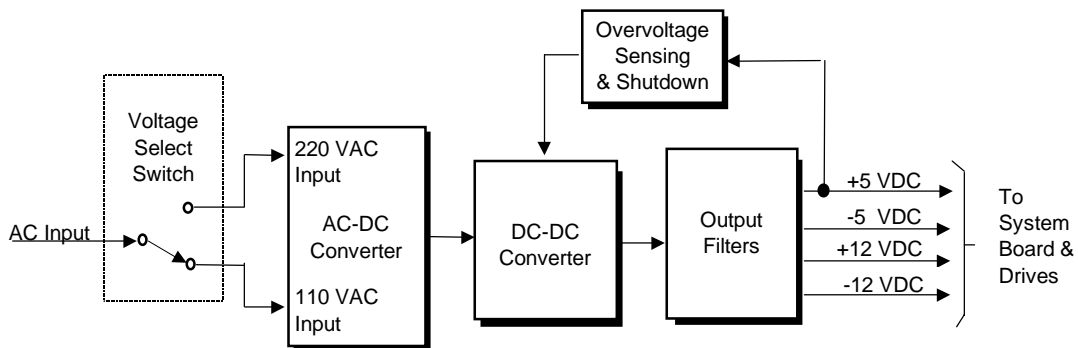 Overvoltage
Sensing
& Shutdown
Voltage
Select
Switch
AC Input
220 VAC
Input
AC-DC
Converter
110 VAC
Input
DC-DC
Converter
Output
Filters
+5 VDC
-5 VDC
+12 VDC
-12 VDC
To
System
Board &
Drives